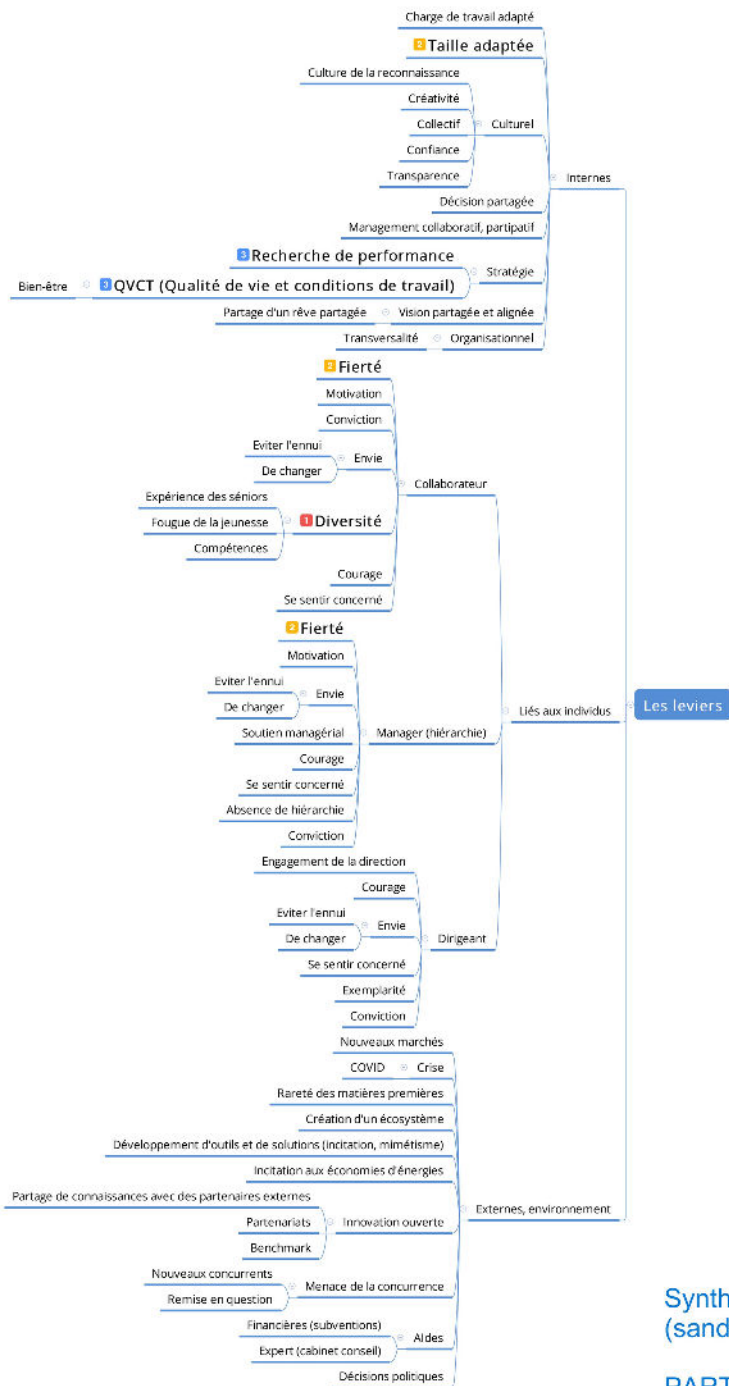 Charge de travail adapté
2 Taille adaptée
Culture de la reconnaissance
Créativité
Collectif
Culturel
Confiance
Transparence
Internes
Décision partagée
Management collaboratif, partipatif
3 Recherche de performance
Stratégie
Bien-être
3 QVCT (Qualité de vie et conditions de travail)
Partage d'un rêve partagée
Vision partagée et alignée
Transversalité
Organisationnel
2 Fierté
Motivation
Conviction
Eviter l'ennui
Envie
De changer
Collaborateur
Expérience des séniors
Fougue de la jeunesse
1 Diversité
Compétences
Courage
Se sentir concerné
2 Fierté
Motivation
Eviter l'ennui
Envie
De changer
Les leviers
Liés aux individus
Soutien managérial
Manager (hiérarchie)
Courage
Se sentir concerné
Absence de hiérarchie
Conviction
Engagement de la direction
Courage
Eviter l'ennui
Envie
De changer
Dirigeant
Se sentir concerné
Exemplarité
Conviction
Nouveaux marchés
COVID
Crise
Rareté des matières premières
Création d'un écosystème
Développement d'outils et de solutions (incitation, mimétisme)
Incitation aux économies d'énergies
Partage de connaissances avec des partenaires externes
Externes, environnement
Partenariats
Innovation ouverte
Benchmark
Nouveaux concurrents
Menace de la concurrence
Remise en question
Financières (subventions)
Aides
Expert (cabinet conseil)
Décisions politiques
Synth
(sand